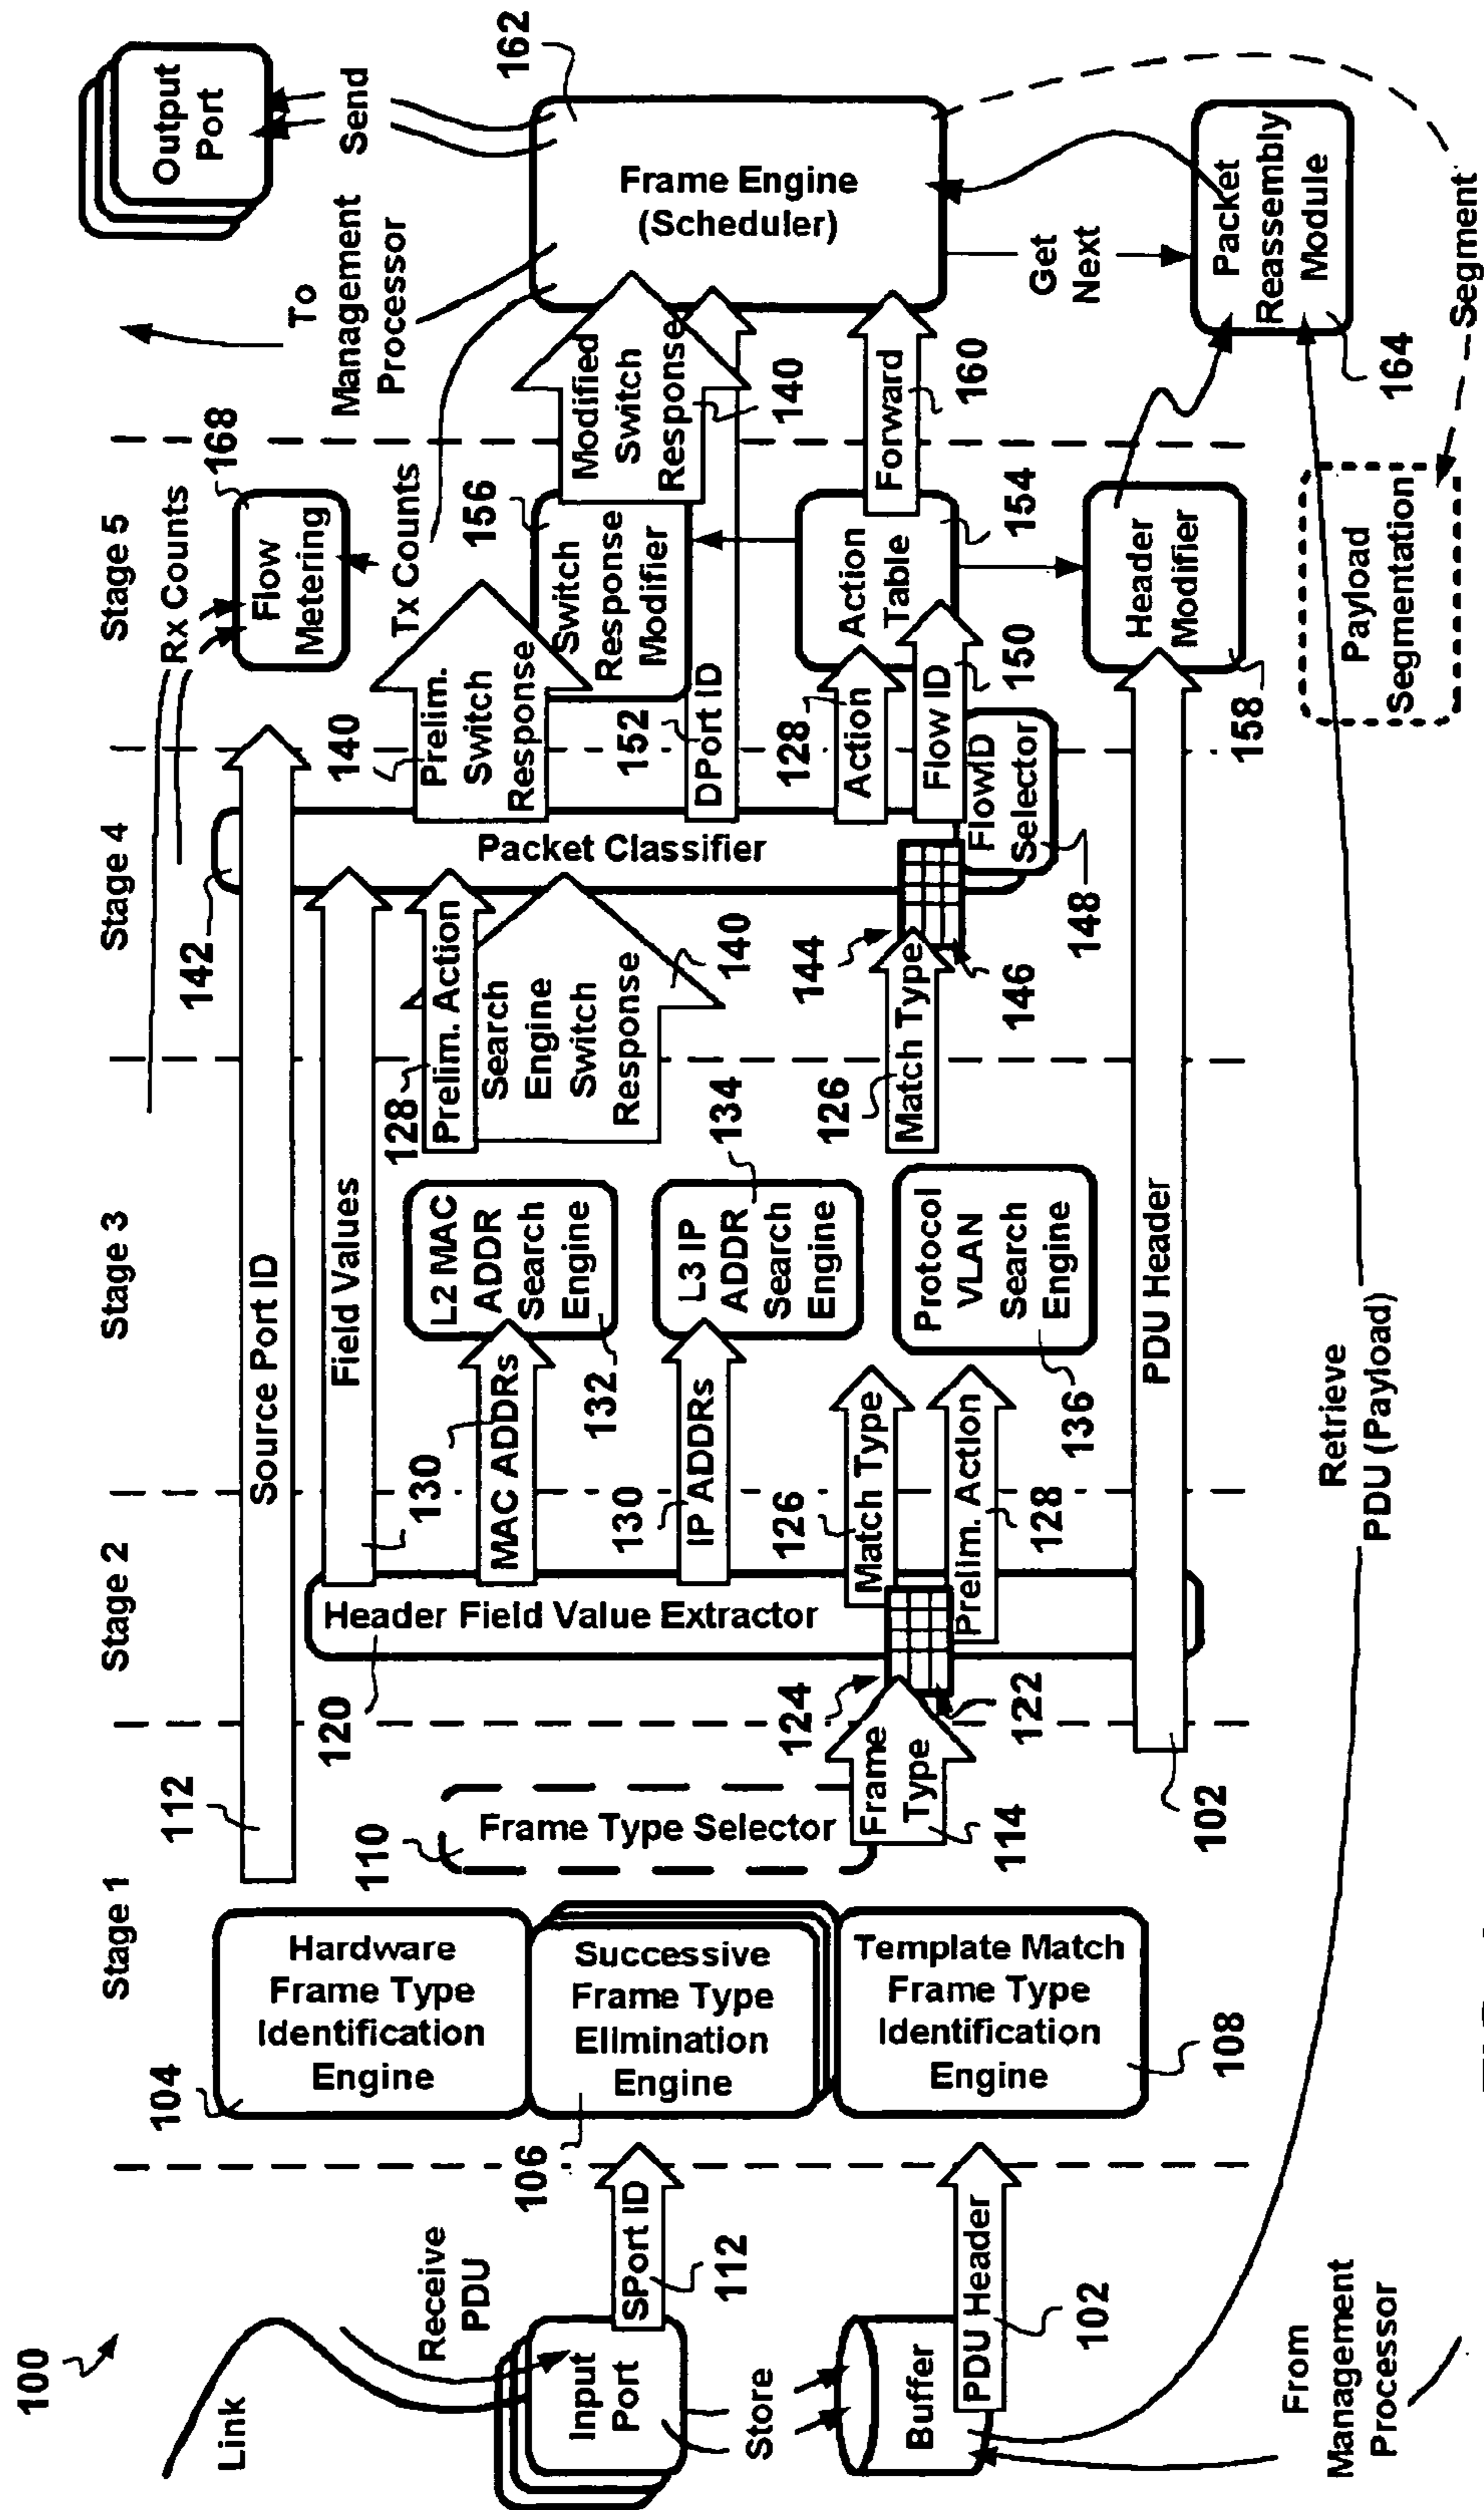 100
Link
Receive
PDU
Input
Port
SPort ID
112
Store
Buffer
PDU Header
102
From
Management
Processor
Stage 1
104
Hardware
Frame Type
Identification
Engine
106
Successive
Frame Type
Elimination
Engine
Template Match
Frame Type
Identification
Engine
108
112
110
Frame Type Selector
Frame
Type
114
102
Stage 2
120
Header Field Value Extractor
124
122
Source Port ID
Field Values
130
MAC ADDRs
130
IP ADDRs
126
Match Type
Prelim. Action
128
PDU Header
Retrieve
PDU (Payload)
Stage 3
132
L2 MAC
ADDR
Search
Engine
134
L3 IP
ADDR
Search
Engine
136
Protocol
VLAN
Search
Engine
128
Prelim. Action
Search
Engine
Switch
Response
140
126
Match Type
Stage 4
142
Packet Classifier
144
146
148
FlowID
Selector
140
Prelim.
Switch
Response
152
DPort ID
128
Action
Flow ID
150
Stage 5
Rx Counts
168
Flow
Metering
Tx Counts
156
Switch
Response
Modifier
Action
Table
154
Header
Modifier
158
Payload
Segmentation
To
Management
Processor
Modified
Switch
Response
140
Forward
160
Output
Port
Send
162
Frame Engine
(Scheduler)
Get
Next
Packet
Reassembly
Module
164
Segment